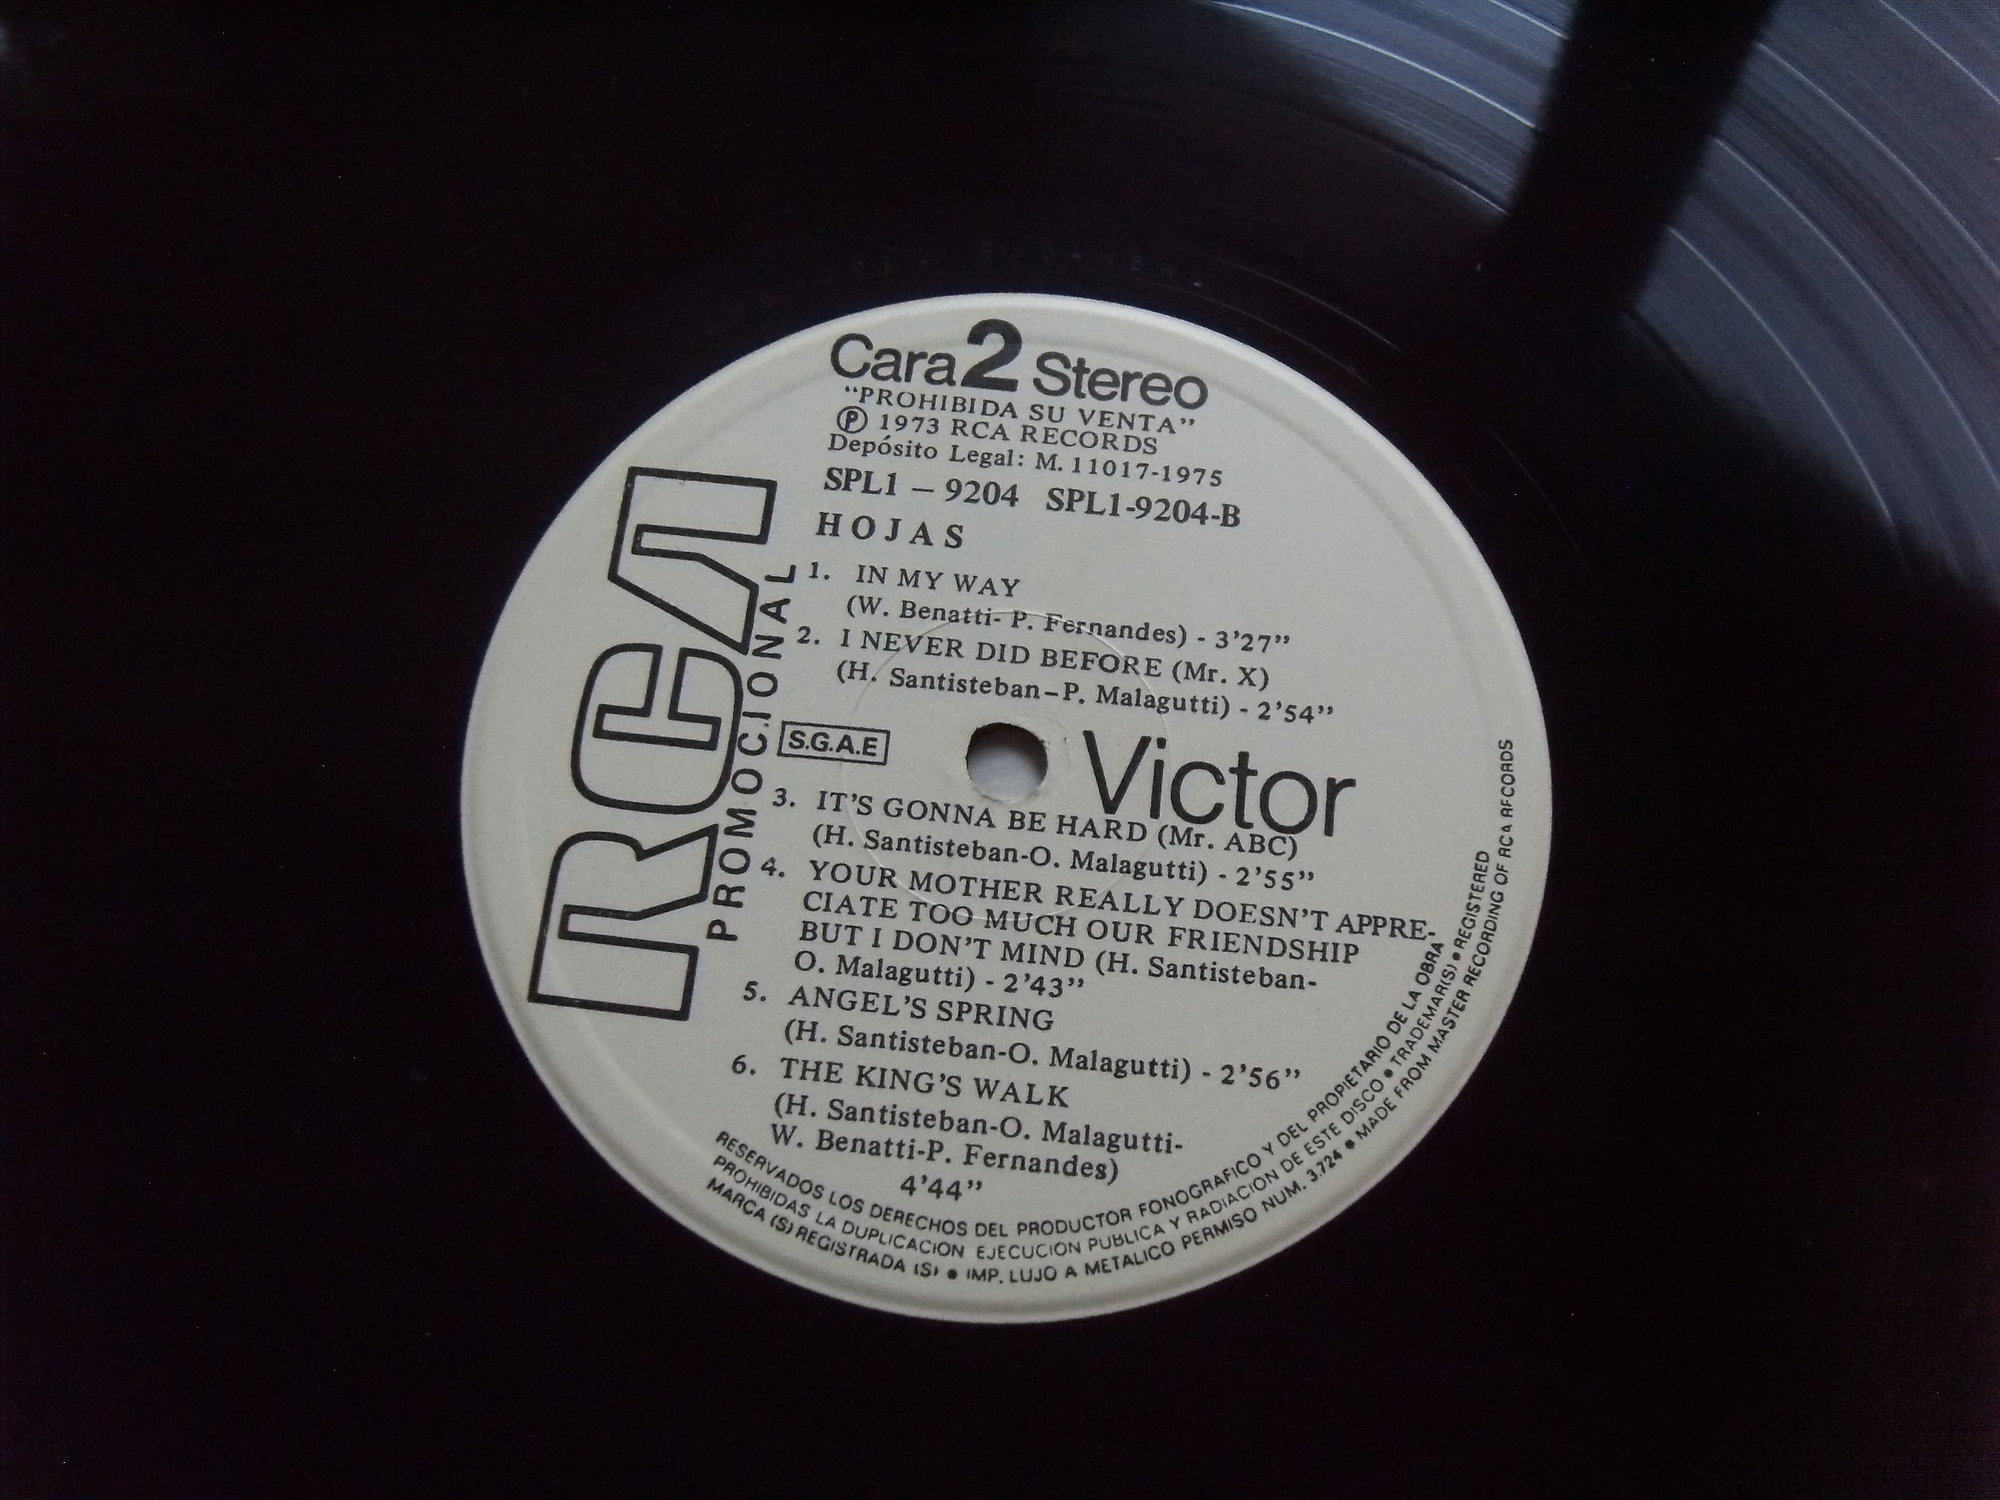 Cara 2 Stereo
“PROHIBIDA SU VENTA”
Ⓟ 1973 RCA RECORDS
Depósito Legal: M. 11017-1975
SPL1 – 9204 SPL1-9204-B
HOJAS
1. IN MY WAY
(W. Benatti- P. Fernandes) - 3’27”
2. I NEVER DID BEFORE (Mr. X)
(H. Santisteban–P. Malagutti) - 2’54”
S.G.A.E
Victor
3. IT’S GONNA BE HARD (Mr. ABC)
(H. Santisteban-O. Malagutti) - 2’55”
4. YOUR MOTHER REALLY DOESN’T APPRE-
CIATE TOO MUCH OUR FRIENDSHIP
BUT I DON’T MIND (H. Santisteban-
O. Malagutti) - 2’43”
5. ANGEL’S SPRING
(H. Santisteban-O. Malagutti) - 2’56”
6. THE KING’S WALK
(H. Santisteban-O. Malagutti-
W. Benatti-P. Fernandes)
4’44”
RCA
PROMOCIONAL
RESERVADOS LOS DERECHOS DEL PRODUCTOR FONOGRAFICO Y DEL PROPIETARIO DE LA OBRA
PROHIBIDAS LA DUPLICACION EJECUCION PUBLICA Y RADIACION DE ESTE DISCO ● TRADEMAR(S) ● REGISTERED
MARCA (S) REGISTRADA (S) ● IMP. LUJO A METALICO PERMISO NUM. 3.724 ● MADE FROM MASTER RECORDING OF RCA RECORDS